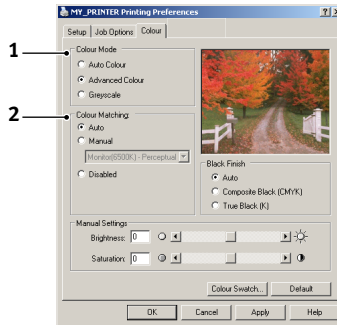 MY_PRINTER Printing Preferences
Setup Job Options Colour
1
Colour Mode
Auto Colour
Advanced Colour
Greyscale
2
Colour Matching:
Auto
Manual
Monitor(6500K) - Perceptual
Disabled
Black Finish
Auto
Composite Black (CMYK)
True Black (K)
Manual Settings
Brightness: 0
Saturation: 0
Colour Swatch... Default
OK Cancel Apply Help